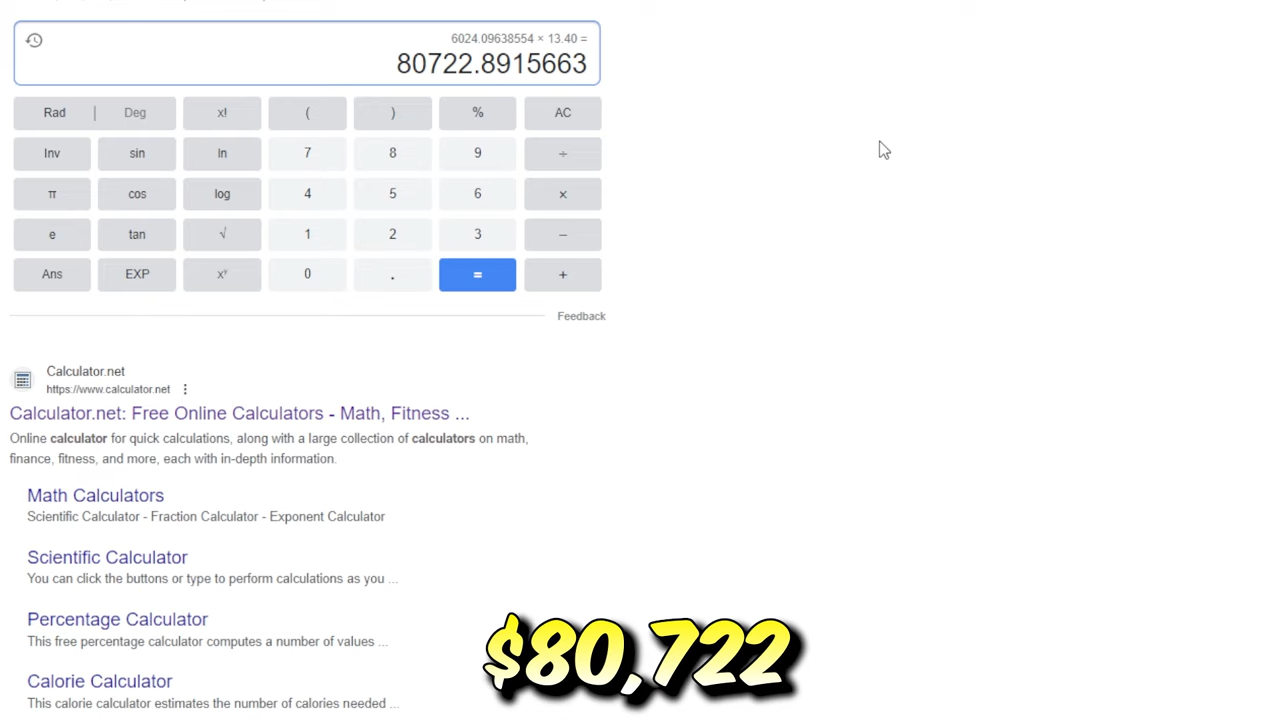 6024.09638554 × 13.40 =
80722.8915663
Rad | Deg x! ( ) % AC
Inv sin ln 7 8 9 ÷
π cos log 4 5 6 ×
e tan √ 1 2 3 −
Ans EXP xʸ 0 . = +
Feedback
Calculator.net
https://www.calculator.net
Calculator.net: Free Online Calculators - Math, Fitness ...
Online calculator for quick calculations, along with a large collection of calculators on math,
finance, fitness, and more, each with in-depth information.
Math Calculators
Scientific Calculator - Fraction Calculator - Exponent Calculator
Scientific Calculator
You can click the buttons or type to perform calculations as you ...
Percentage Calculator
This free percentage calculator computes a number of values ...
Calorie Calculator
This calorie calculator estimates the number of calories needed ...
$80,722